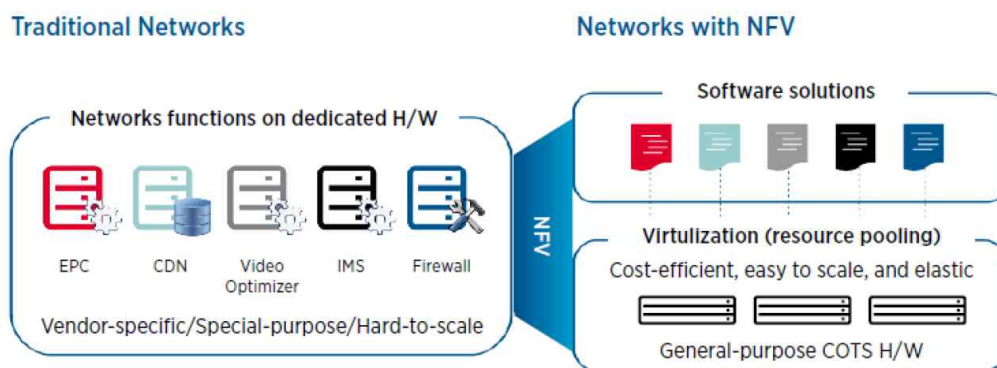 Traditional Networks
Networks functions on dedicated H/W
EPC
CDN
Video
Optimizer
IMS
Firewall
Vendor-specific/Special-purpose/Hard-to-scale
NFV
Networks with NFV
Software solutions
Virtulization (resource pooling)
Cost-efficient, easy to scale, and elastic
General-purpose COTS H/W